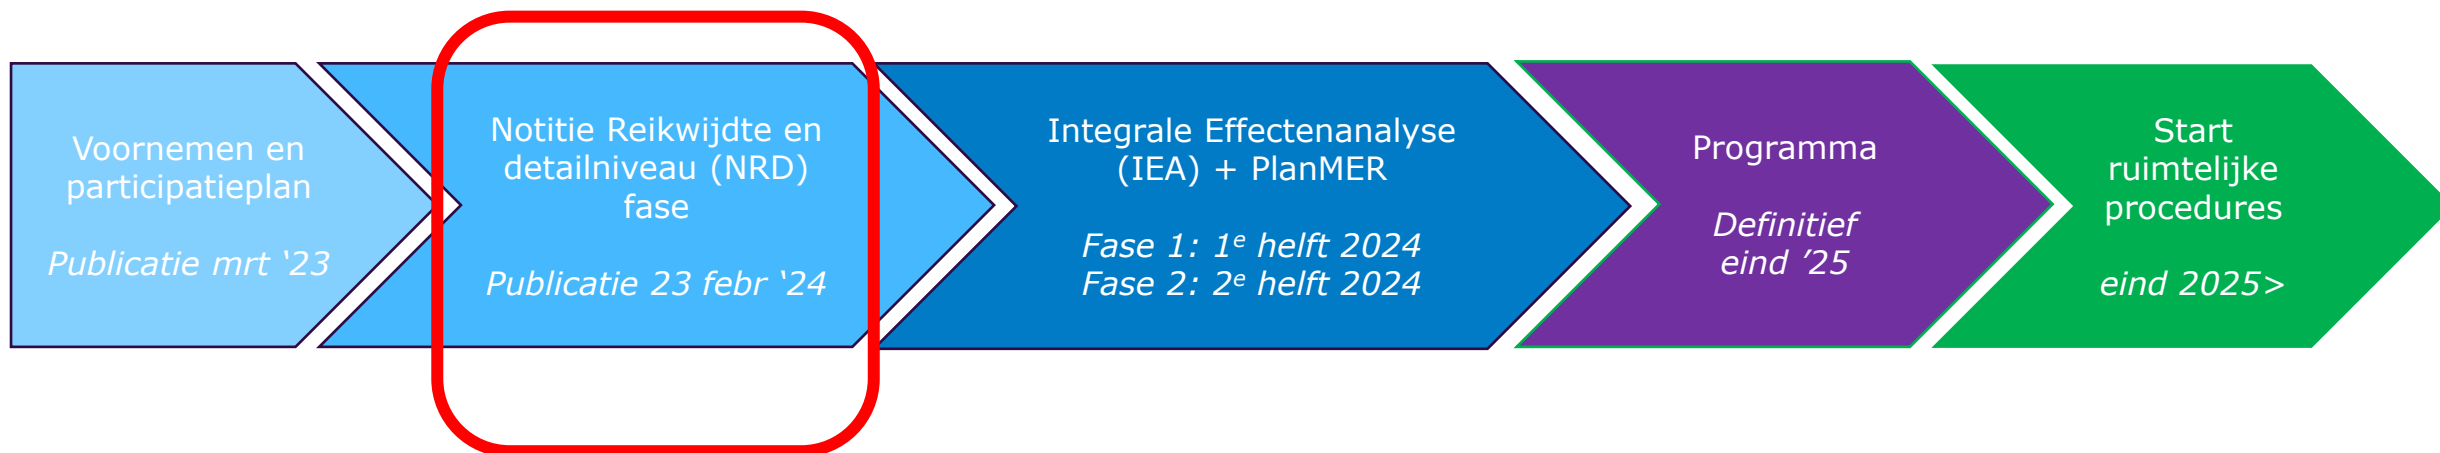 Voornemen en
participatieplan
Publicatie mrt ‘23
Notitie Reikwijdte en
detailniveau (NRD)
fase
Publicatie 23 febr ‘24
Integrale Effectenanalyse
(IEA) + PlanMER
Fase 1: 1e helft 2024
Fase 2: 2e helft 2024
Programma
Definitief
eind ’25
Start
ruimtelijke
procedures
eind 2025>